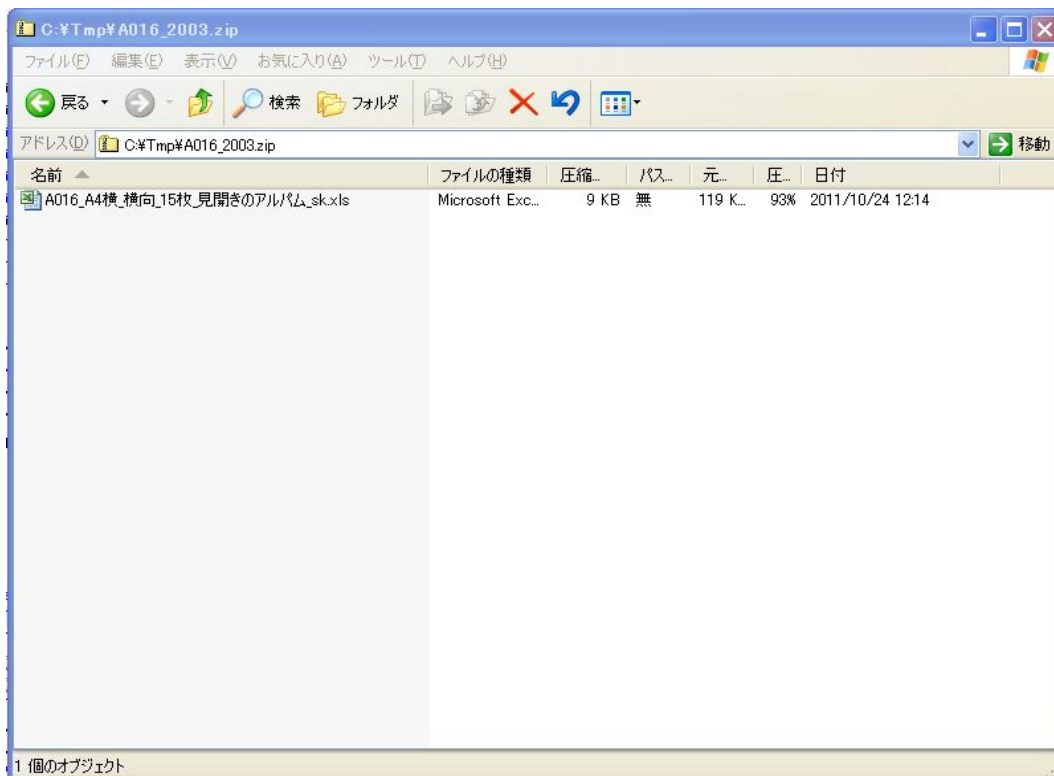 C:¥Tmp¥A016_2003.zip
ファイル(F) 編集(E) 表示(V) お気に入り(A) ツール(T) ヘルプ(H)
戻る 検索 フォルダ
アドレス(D) C:¥Tmp¥A016_2003.zip 移動
名前 ファイルの種類 圧縮... パス... 元... 圧... 日付
A016_A4横_横向_15枚_見開きのアルバム_sk.xls Microsoft Exc... 9 KB 無 119 K... 93% 2011/10/24 12:14
1 個のオブジェクト